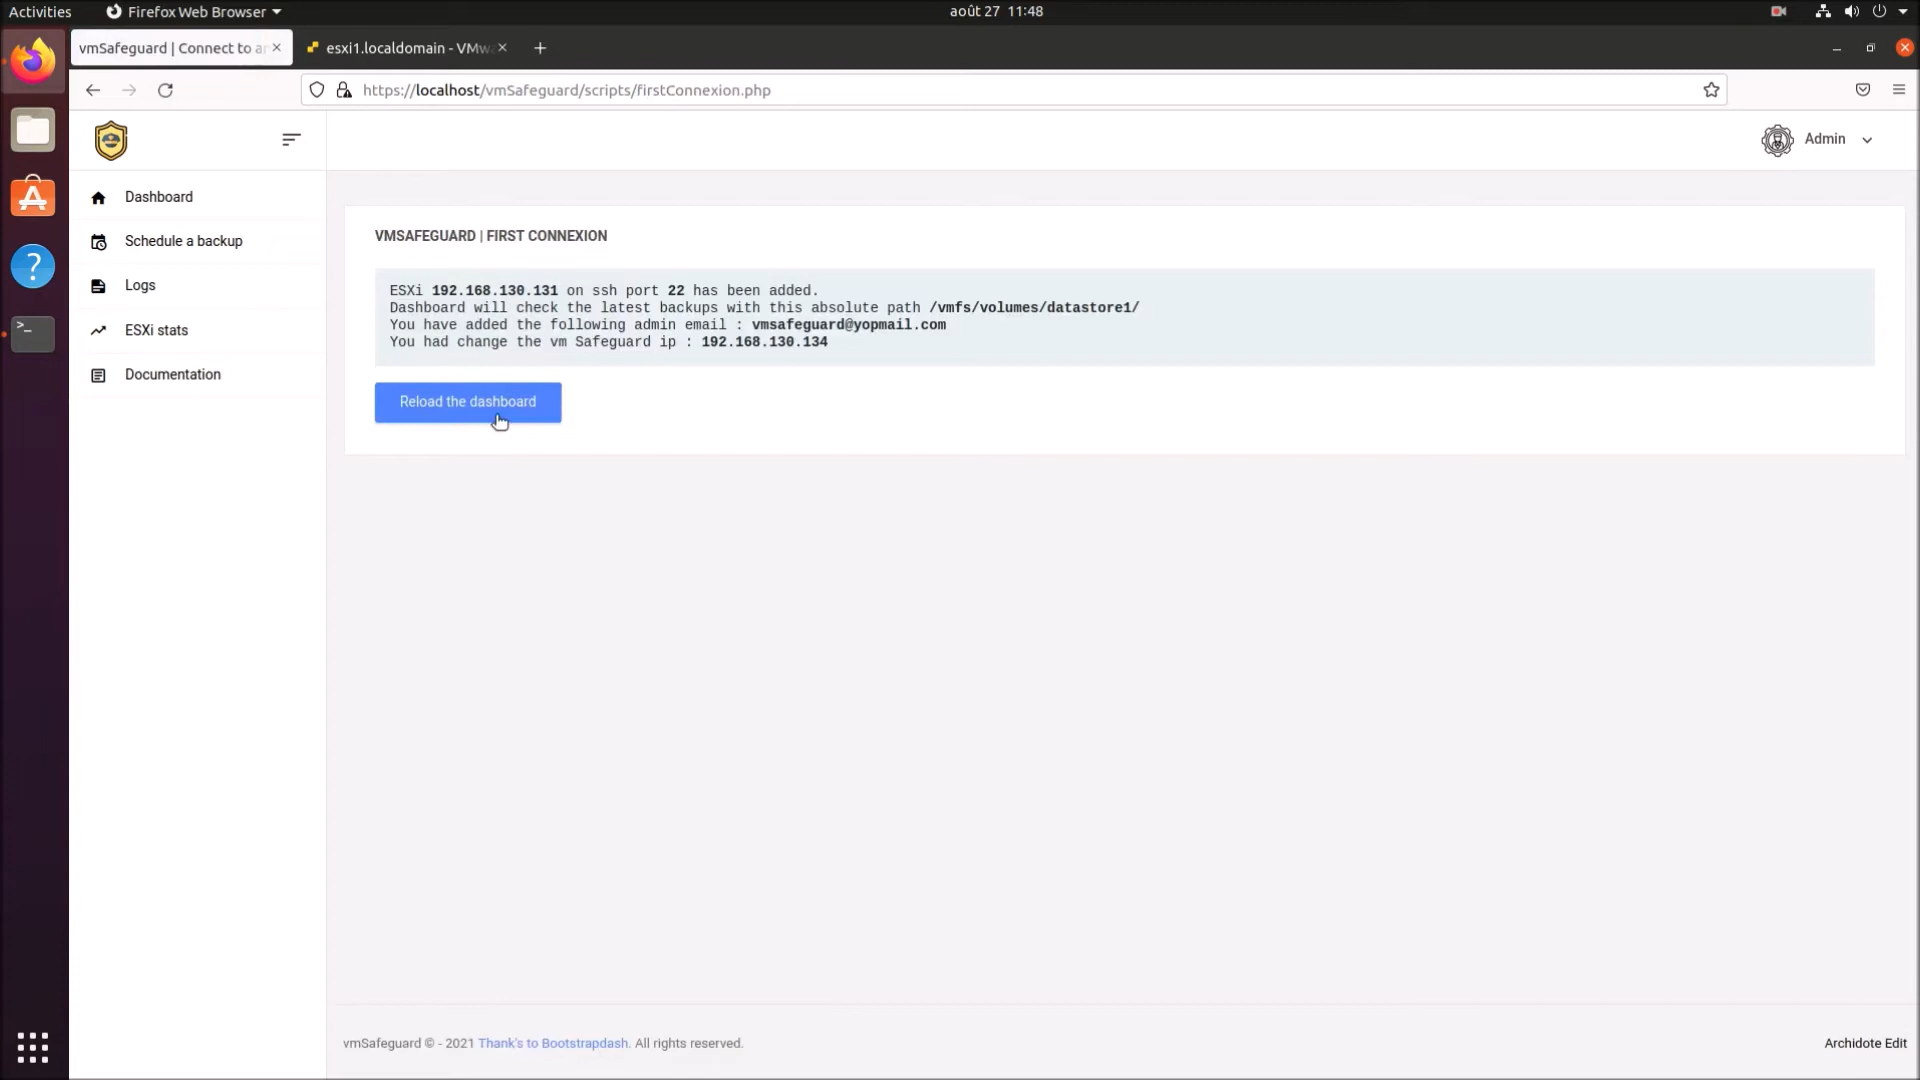 Activities
Firefox Web Browser
août 27 11:48
vmSafeguard | Connect to a
esxi1.localdomain - VMw
https://localhost/vmSafeguard/scripts/firstConnexion.php
Admin
Dashboard
Schedule a backup
Logs
ESXi stats
Documentation
VMSAFEGUARD | FIRST CONNEXION
ESXi 192.168.130.131 on ssh port 22 has been added.
Dashboard will check the latest backups with this absolute path /vmfs/volumes/datastore1/
You have added the following admin email : vmsafeguard@yopmail.com
You had change the vm Safeguard ip : 192.168.130.134
Reload the dashboard
vmSafeguard © - 2021 Thank's to Bootstrapdash. All rights reserved.
Archidote Edit